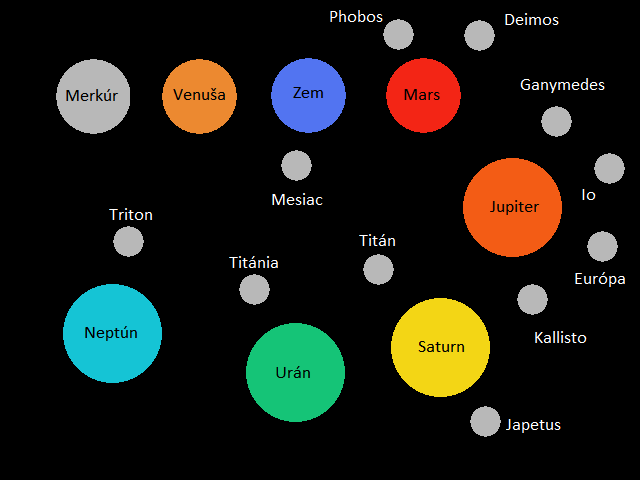 Phobos
Deimos
Merkúr
Venuša
Zem
Mars
Ganymedes
Mesiac
Io
Jupiter
Triton
Titánia
Titán
Európa
Neptún
Urán
Saturn
Kallisto
Japetus